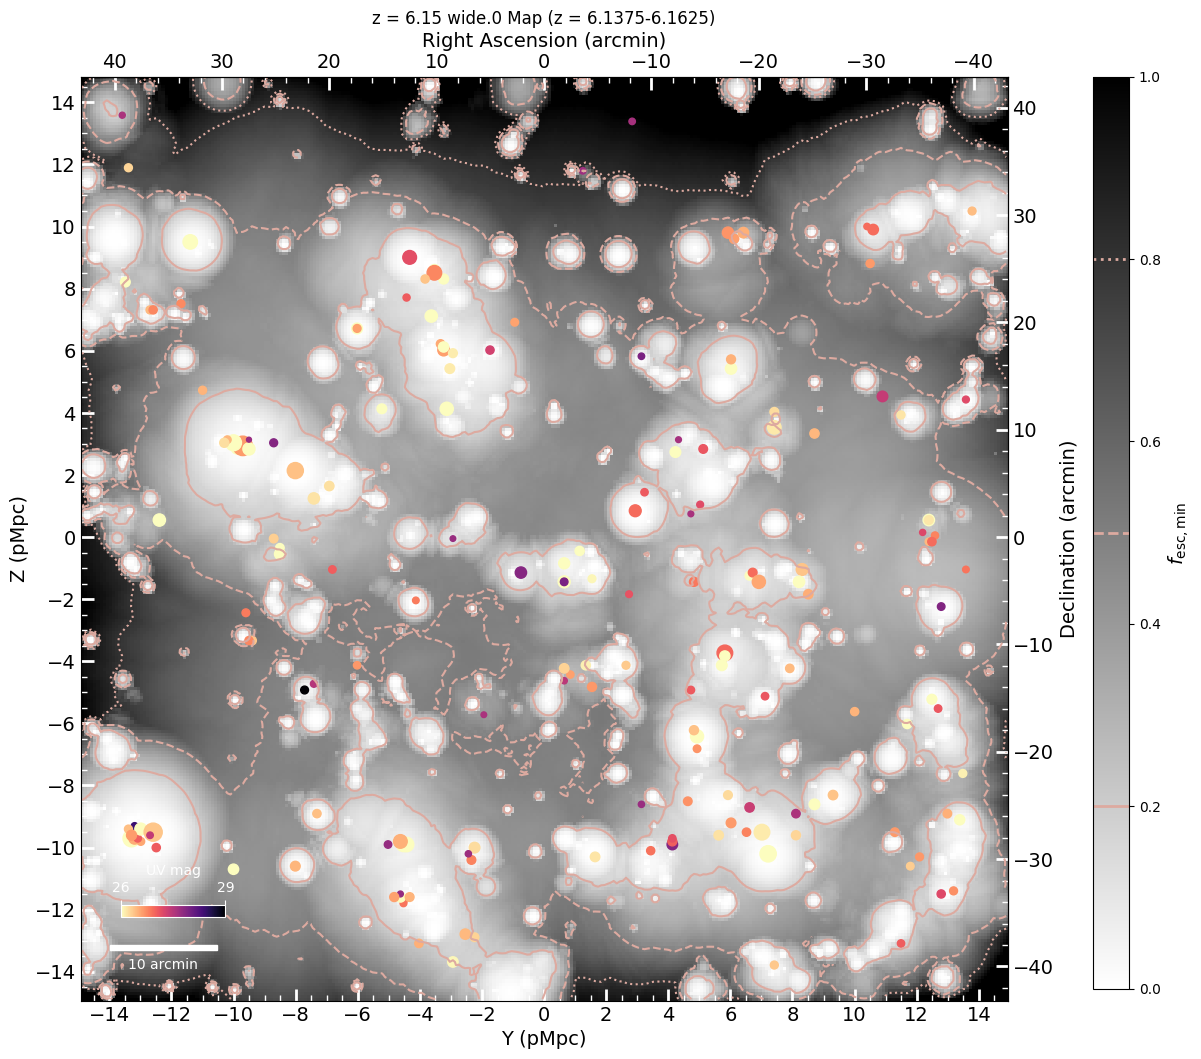 z = 6.15 wide.0 Map (z = 6.1375-6.1625)
Right Ascension (arcmin)
40 30 20 10 0 −10 −20 −30 −40
14 12 10 8 6 4 2 0 −2 −4 −6 −8 −10 −12 −14
Z (pMpc)
40 30 20 10 0 −10 −20 −30 −40
Declination (arcmin)
UV mag
26 29
10 arcmin
−14 −12 −10 −8 −6 −4 −2 0 2 4 6 8 10 12 14
Y (pMpc)
1.0 0.8 0.6 0.4 0.2 0.0
fesc,min